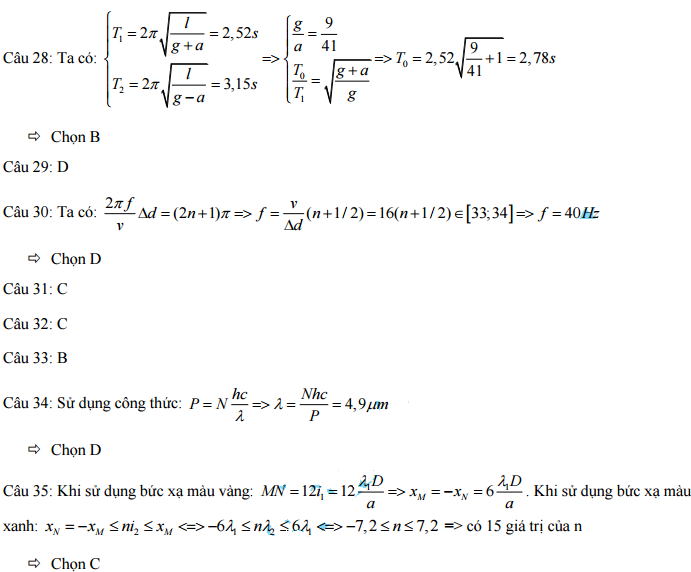 Câu 28: Ta có: { T₁ = 2π√(l/(g+a)) = 2,52s ; T₂ = 2π√(l/(g−a)) = 3,15s => { g/a = 9/41 ; T₀/T₁ = √((g+a)/g) => T₀ = 2,52√(9/41 + 1) = 2,78s
⇨ Chọn B
Câu 29: D
Câu 30: Ta có: (2πf/v)Δd = (2n+1)π => f = (v/Δd)(n+1/2) = 16(n+1/2) ∈ [33;34] => f = 40Hz
⇨ Chọn D
Câu 31: C
Câu 32: C
Câu 33: B
Câu 34: Sử dụng công thức: P = N(hc/λ) => λ = Nhc/P = 4,9μm
⇨ Chọn D
Câu 35: Khi sử dụng bức xạ màu vàng: MN = 12i₁ = 12(λ₁D/a) => x_M = −x_N = 6(λ₁D/a). Khi sử dụng bức xạ màu
xanh: x_N = −x_M ≤ ni₂ ≤ x_M <=> −6λ₁ ≤ nλ₂ ≤ 6λ₁ <=> −7,2 ≤ n ≤ 7,2 => có 15 giá trị của n
⇨ Chọn C